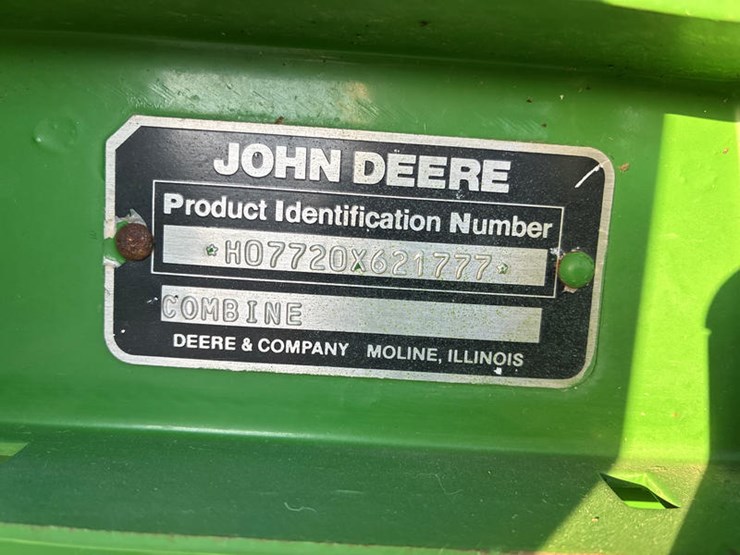 JOHN DEERE
Product Identification Number
*H07720X621777*
COMBINE
DEERE & COMPANY MOLINE, ILLINOIS